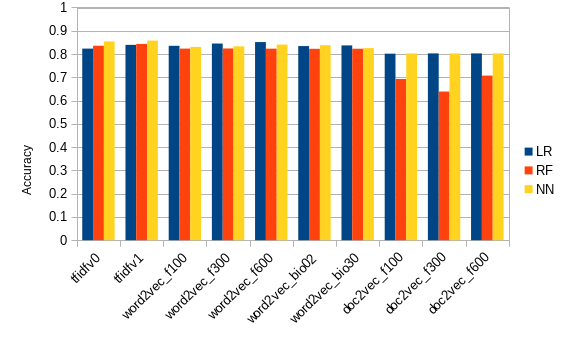 1
0.9
0.8
0.7
0.6
0.5
0.4
0.3
0.2
0.1
0
Accuracy
tfidfv0
tfidfv1
word2vec_f100
word2vec_f300
word2vec_f600
word2vec_bio02
word2vec_bio30
doc2vec_f100
doc2vec_f300
doc2vec_f600
LR
RF
NN